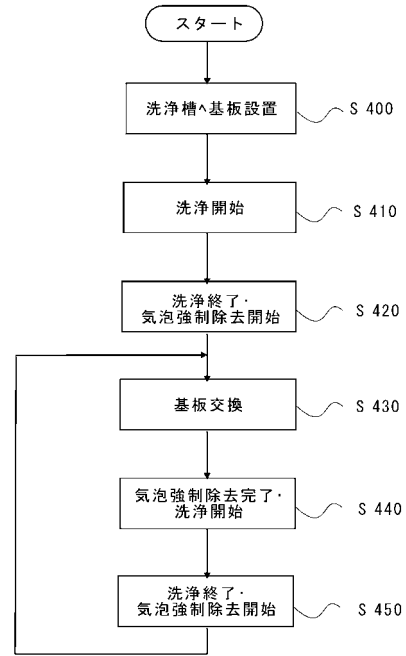 スタート
洗浄槽へ基板設置
S 400
洗浄開始
S 410
洗浄終了・
気泡強制除去開始
S 420
基板交換
S 430
気泡強制除去完了・
洗浄開始
S 440
洗浄終了・
気泡強制除去開始
S 450